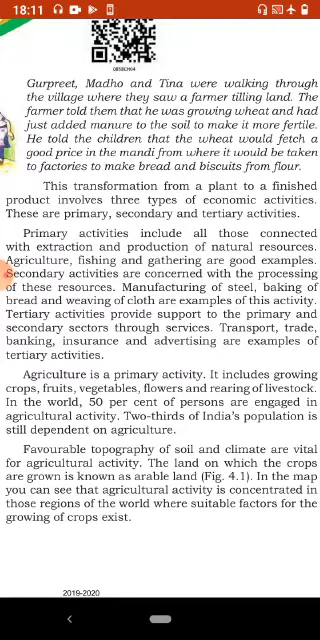 18:11
0858CH04
Gurpreet, Madho and Tina were walking through
the village where they saw a farmer tilling land. The
farmer told them that he was growing wheat and had
just added manure to the soil to make it more fertile.
He told the children that the wheat would fetch a
good price in the mandi from where it would be taken
to factories to make bread and biscuits from flour.
This transformation from a plant to a finished
product involves three types of economic activities.
These are primary, secondary and tertiary activities.
Primary activities include all those connected
with extraction and production of natural resources.
Agriculture, fishing and gathering are good examples.
Secondary activities are concerned with the processing
of these resources. Manufacturing of steel, baking of
bread and weaving of cloth are examples of this activity.
Tertiary activities provide support to the primary and
secondary sectors through services. Transport, trade,
banking, insurance and advertising are examples of
tertiary activities.
Agriculture is a primary activity. It includes growing
crops, fruits, vegetables, flowers and rearing of livestock.
In the world, 50 per cent of persons are engaged in
agricultural activity. Two-thirds of India's population is
still dependent on agriculture.
Favourable topography of soil and climate are vital
for agricultural activity. The land on which the crops
are grown is known as arable land (Fig. 4.1). In the map
you can see that agricultural activity is concentrated in
those regions of the world where suitable factors for the
growing of crops exist.
2019-2020